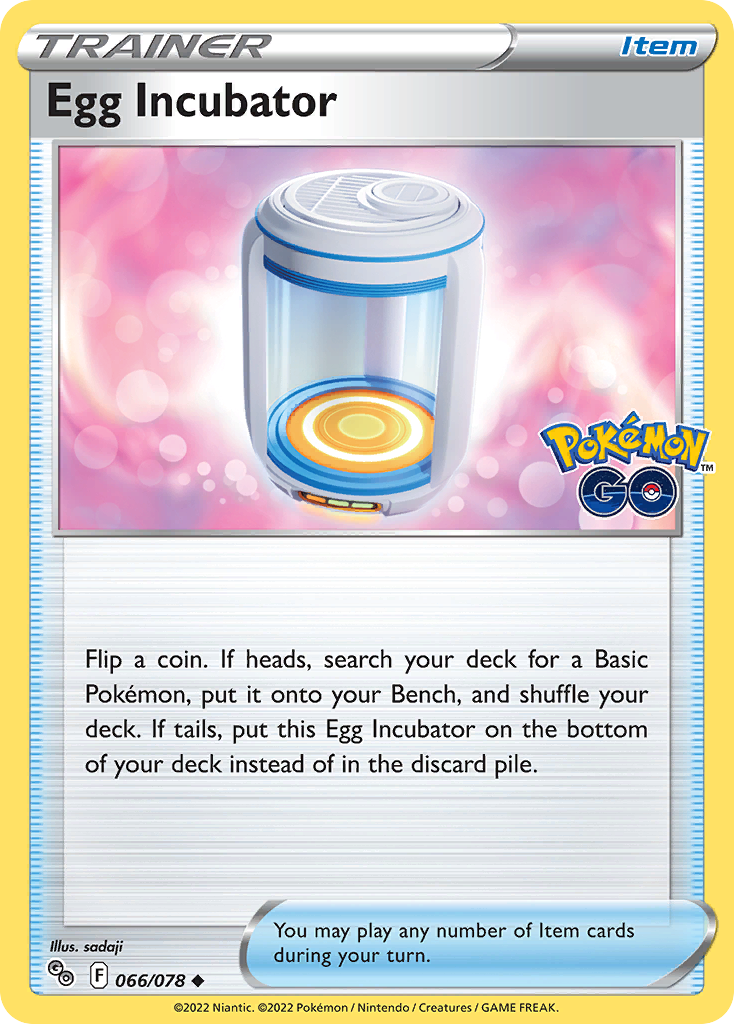 TRAINER
Item
Egg Incubator
POKéMON™
GO
Flip a coin. If heads, search your deck for a Basic
Pokémon, put it onto your Bench, and shuffle your
deck. If tails, put this Egg Incubator on the bottom
of your deck instead of in the discard pile.
Illus. sadaji
You may play any number of Item cards
during your turn.
GO F 066/078 ◆
©2022 Niantic. ©2022 Pokémon / Nintendo / Creatures / GAME FREAK.